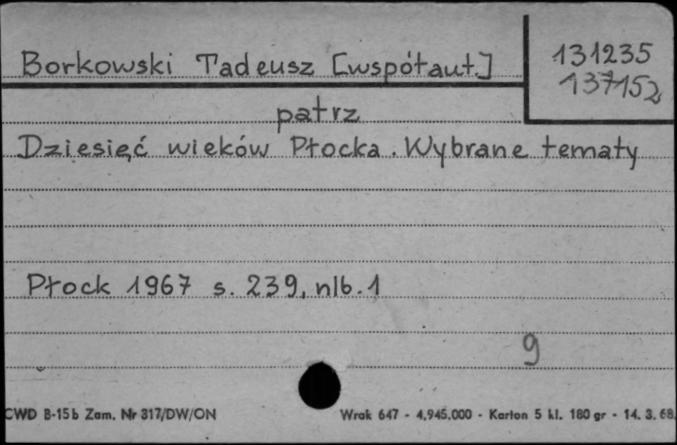 Borkowski Tadeusz [współaut.]
131235
137152
patrz
Dziesięć wieków Płocka. Wybrane tematy
Płock 1967 s. 239, nlb. 1
9
CWD B-15b Zam. Nr 317/DW/ON Wrak 647 - 4.945.000 - Karton 5 kl. 180 gr - 14. 3. 68.